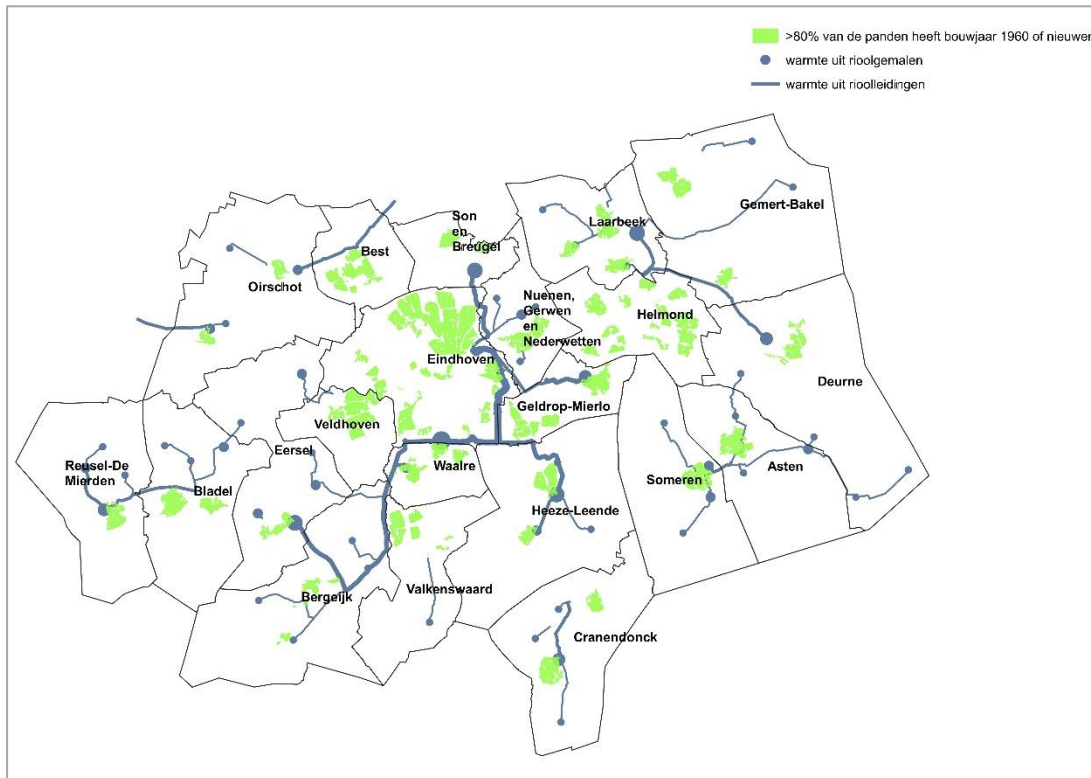 >80% van de panden heeft bouwjaar 1960 of nieuwer
warmte uit rioolgemalen
warmte uit rioolleidingen
Gemert-Bakel
Son
en
Breugel
Laarbeek
Best
Oirschot
Nuenen,
Gerwen
en
Nederwetten
Helmond
Eindhoven
Deurne
Geldrop-Mierlo
Veldhoven
Eersel
Waalre
Reusel-De
Mierden
Bladel
Someren
Asten
Heeze-Leende
Bergeijk
Valkenswaard
Cranendonck